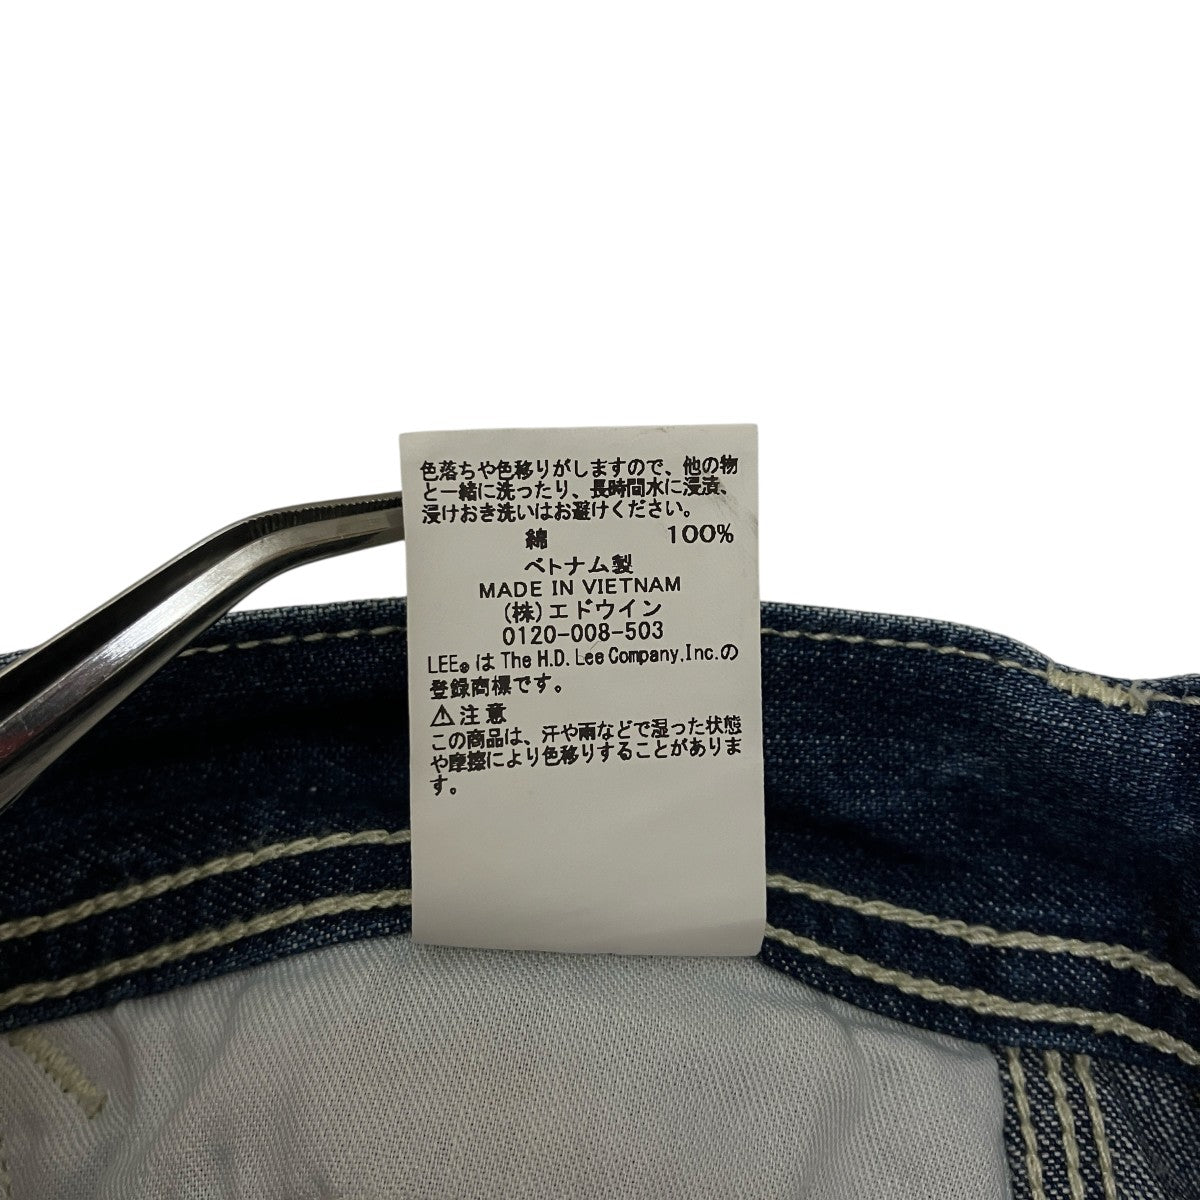 色落ちや色移りがしますので、他の物
と一緒に洗ったり、長時間水に浸漬、
浸けおき洗いはお避けください。
綿 100%
ベトナム製
MADE IN VIETNAM
(株)エドウイン
0120-008-503
LEE® は The H.D. Lee Company,Inc.の
登録商標です。
⚠注意
この商品は、汗や雨などで湿った状態
や摩擦により色移りすることがありま
す。